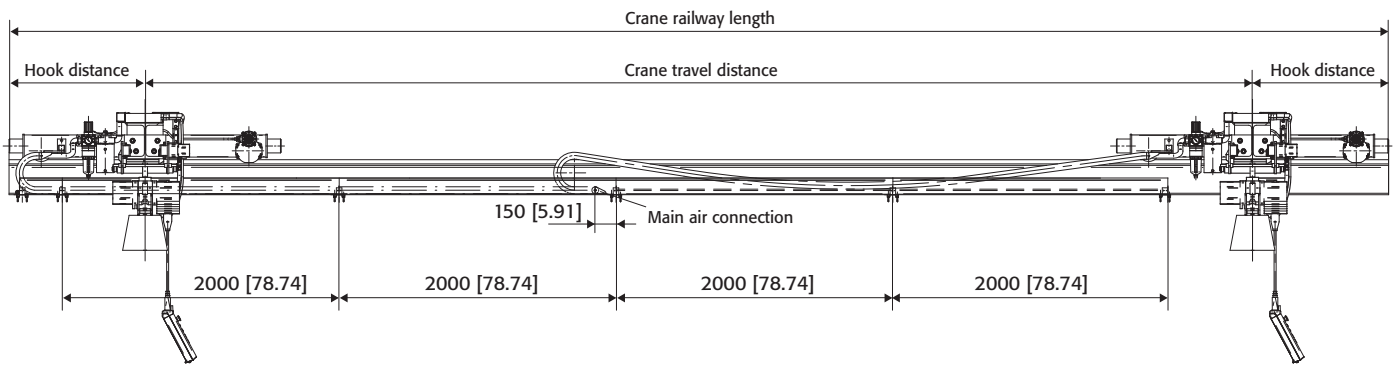 Crane railway length
Hook distance
Crane travel distance
Hook distance
150 [5.91]
Main air connection
2000 [78.74]
2000 [78.74]
2000 [78.74]
2000 [78.74]